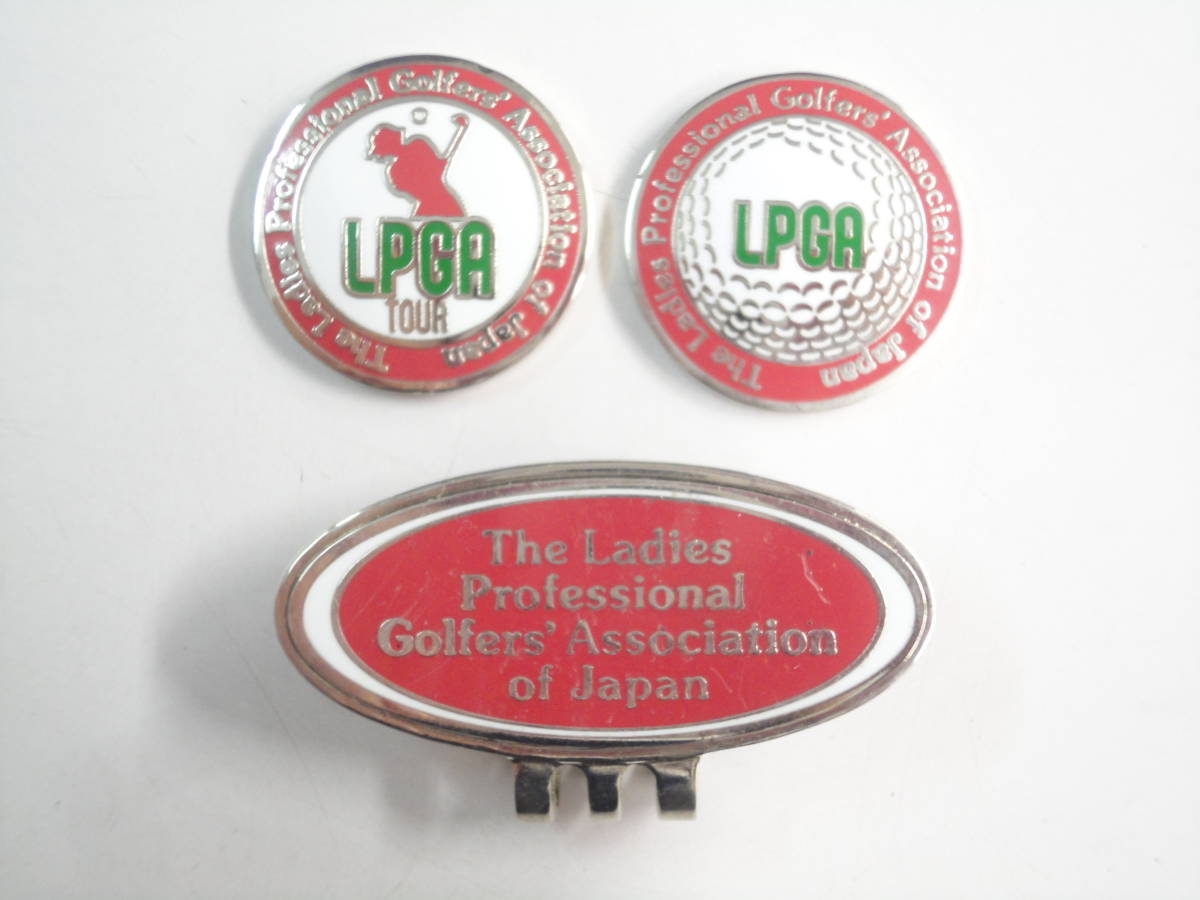 The Ladies Professional Golfers' Association of Japan
LPGA
TOUR
The Ladies Professional Golfers' Association of Japan
LPGA
The Ladies
Professional
Golfers' Association
of Japan